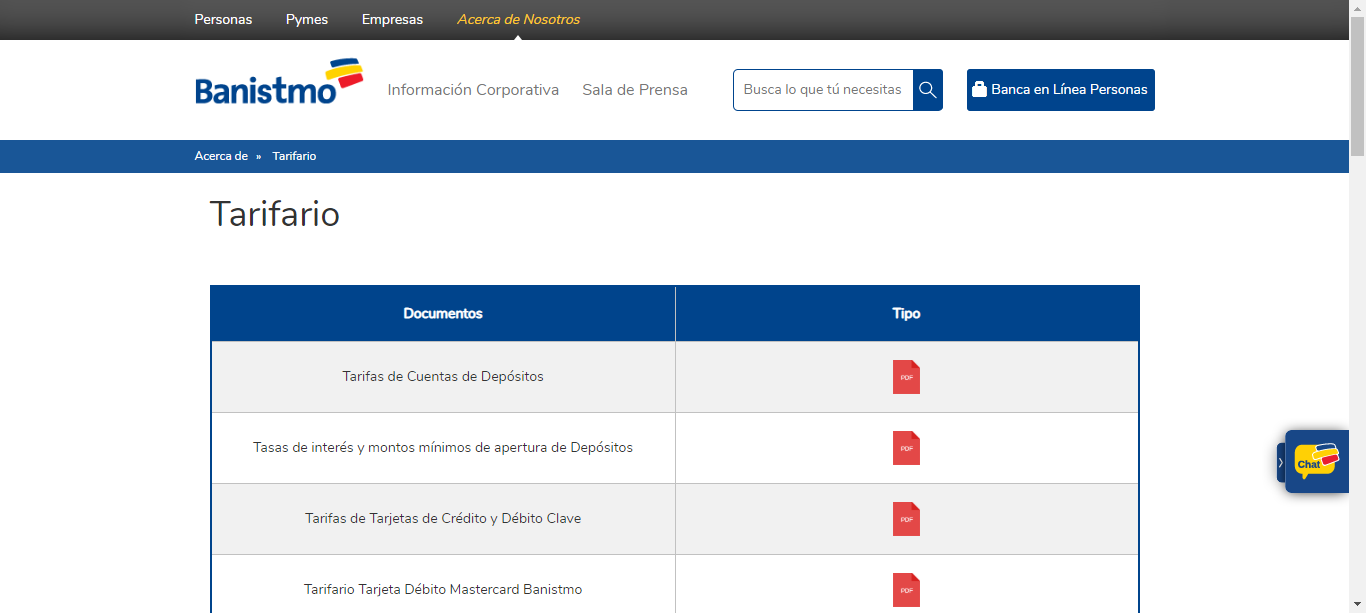 Personas Pymes Empresas Acerca de Nosotros
Banistmo Información Corporativa Sala de Prensa Busca lo que tú necesitas Banca en Línea Personas
Acerca de » Tarifario
Tarifario
Documentos Tipo
Tarifas de Cuentas de Depósitos PDF
Tasas de interés y montos mínimos de apertura de Depósitos PDF
Chat
Tarifas de Tarjetas de Crédito y Débito Clave PDF
Tarifario Tarjeta Débito Mastercard Banistmo PDF